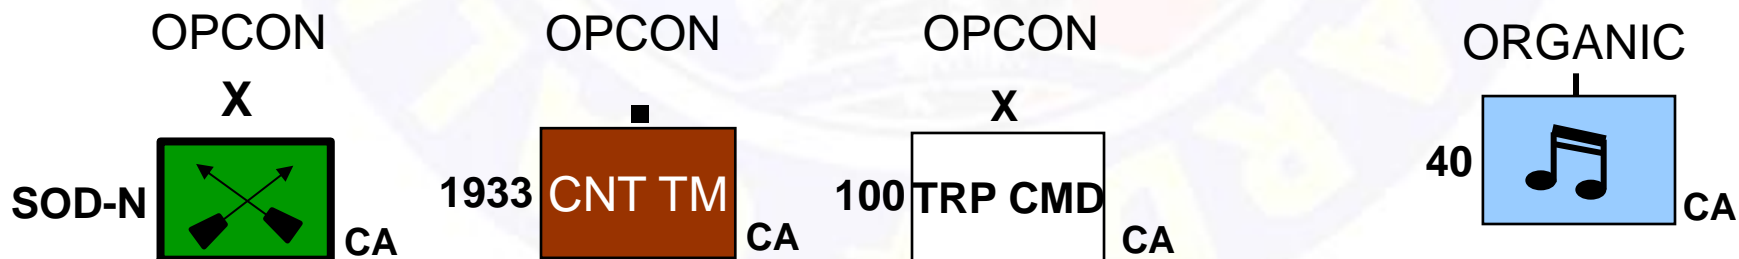 OPCON OPCON OPCON ORGANIC
X X
SOD-N CA
1933 CNT TM CA
100 TRP CMD CA
40 CA